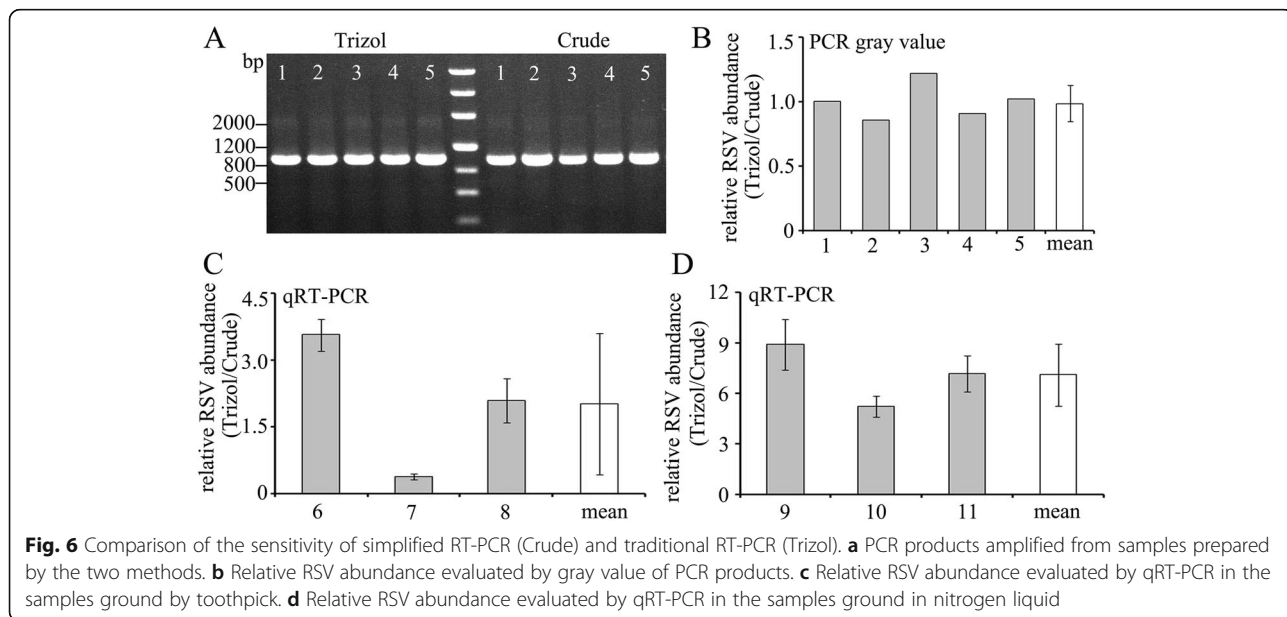 A
Trizol
Crude
bp
1 2 3 4 5
1 2 3 4 5
2000
1200
800
500
B
PCR gray value
relative RSV abundance
(Trizol/Crude)
1.5
1.0
0.5
0
1 2 3 4 5 mean
C
qRT-PCR
relative RSV abundance
(Trizol/Crude)
4.5
3.0
1.5
0
6 7 8 mean
D
qRT-PCR
relative RSV abundance
(Trizol/Crude)
12
9
6
3
0
9 10 11 mean
Fig. 6 Comparison of the sensitivity of simplified RT-PCR (Crude) and traditional RT-PCR (Trizol). a PCR products amplified from samples prepared
by the two methods. b Relative RSV abundance evaluated by gray value of PCR products. c Relative RSV abundance evaluated by qRT-PCR in the
samples ground by toothpick. d Relative RSV abundance evaluated by qRT-PCR in the samples ground in nitrogen liquid